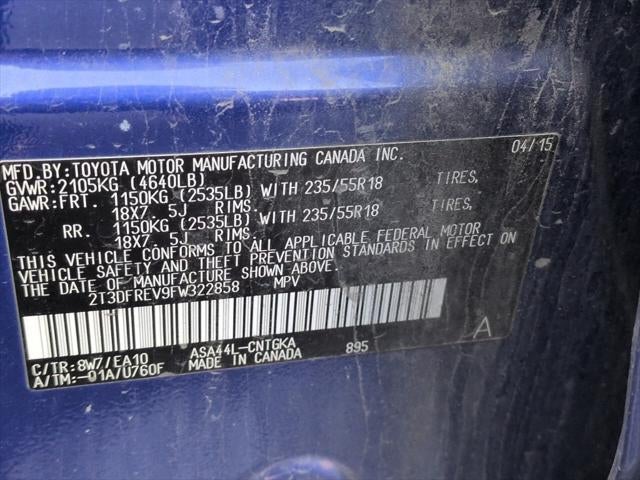 MFD.BY:TOYOTA MOTOR MANUFACTURING CANADA INC. 04/15
GVWR:2105KG (4640LB)
GAWR:FRT. 1150KG (2535LB) WITH 235/55R18 TIRES,
18X7. 5J RIMS,
RR. 1150KG (2535LB) WITH 235/55R18 TIRES,
18X7. 5J RIMS
THIS VEHICLE CONFORMS TO ALL APPLICABLE FEDERAL MOTOR
VEHICLE SAFETY AND THEFT PREVENTION STANDARDS IN EFFECT ON
THE DATE OF MANUFACTURE SHOWN ABOVE.
2T3DFREV9FW322858 MPV
A
C/TR:8W7/EA10 ASA44L-CNTGKA 895
A/TM:-01A/U760F MADE IN CANADA